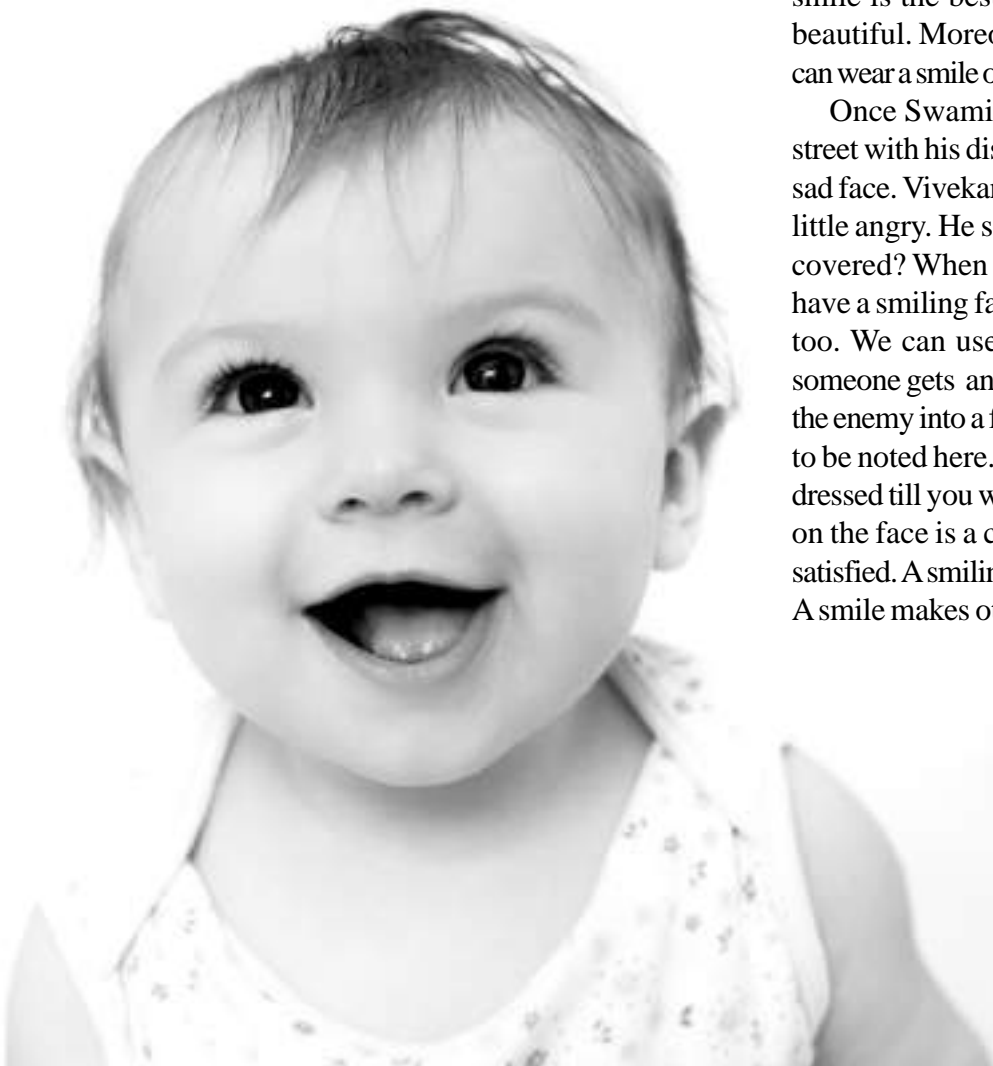 smile is the bes
beautiful. Moreo
can wear a smile o
Once Swami
street with his dis
sad face. Vivekan
little angry. He s
covered? When
have a smiling fa
too. We can use
someone gets an
the enemy into a f
to be noted here.
dressed till you w
on the face is a c
satisfied. A smilin
A smile makes ou